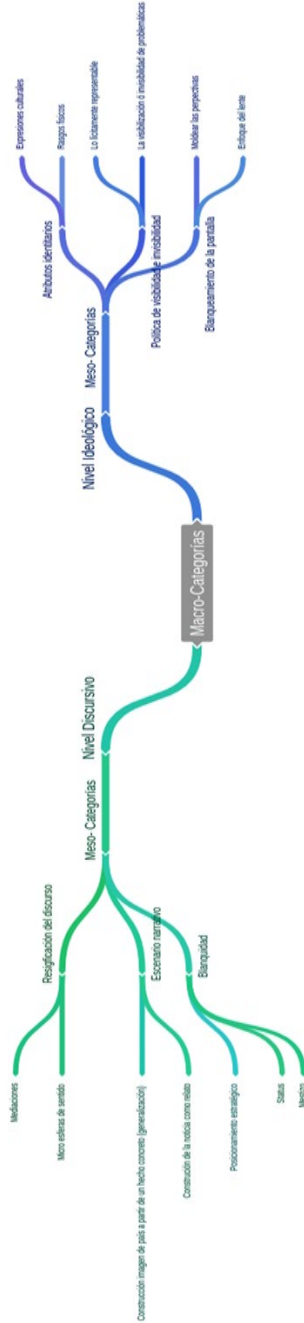 Macro-Categorías
Nivel Ideológico
Meso- Categorías
Atributos identitarios
Expresiones culturales
Rasgos físicos
Política de visibilidad e invisibilidad
Lo lícitamente representable
La visibilización ó invisibilidad de problemáticas
Blanqueamiento de la pantalla
Moldear las perpectivas
Enfoque del lente
Nivel Discursivo
Meso- Categorías
Resigficación del discurso
Mediaciones
Micro esferas de sentido
Escenario narrativo
Construcción imagen de país a partir de un hecho concreto (generalización)
Construcción de la noticia como relato
Blanquidad
Posicionamiento estratégico
Status